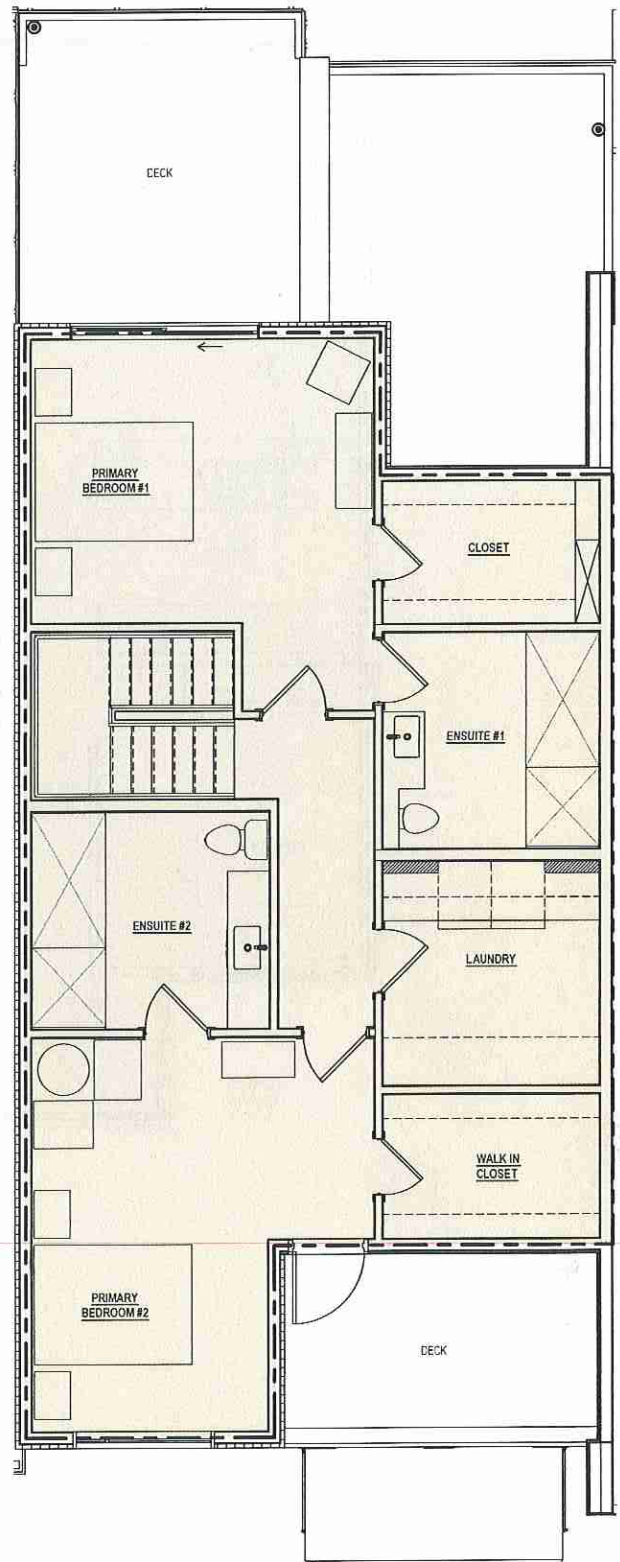 DECK
PRIMARY
BEDROOM #1
CLOSET
ENSUITE #1
ENSUITE #2
LAUNDRY
WALK IN
CLOSET
PRIMARY
BEDROOM #2
DECK